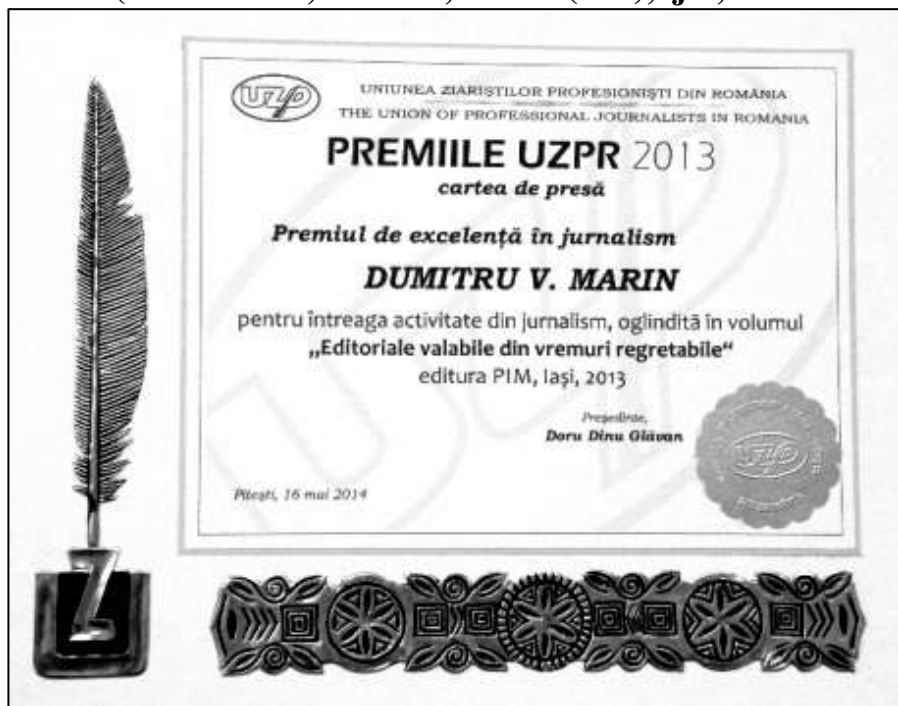 UZP
UNIUNEA ZIARIȘTILOR PROFESIONIȘTI DIN ROMÂNIA
THE UNION OF PROFESSIONAL JOURNALISTS IN ROMANIA
PREMIILE UZPR 2013
cartea de presă
Premiul de excelență în jurnalism
DUMITRU V. MARIN
pentru întreaga activitate din jurnalism, oglindită în volumul
„Editoriale valabile din vremuri regretabile“
editura PIM, Iași, 2013
Președinte,
Doru Dinu Glăvan
Pitești, 16 mai 2014
UZP
Z